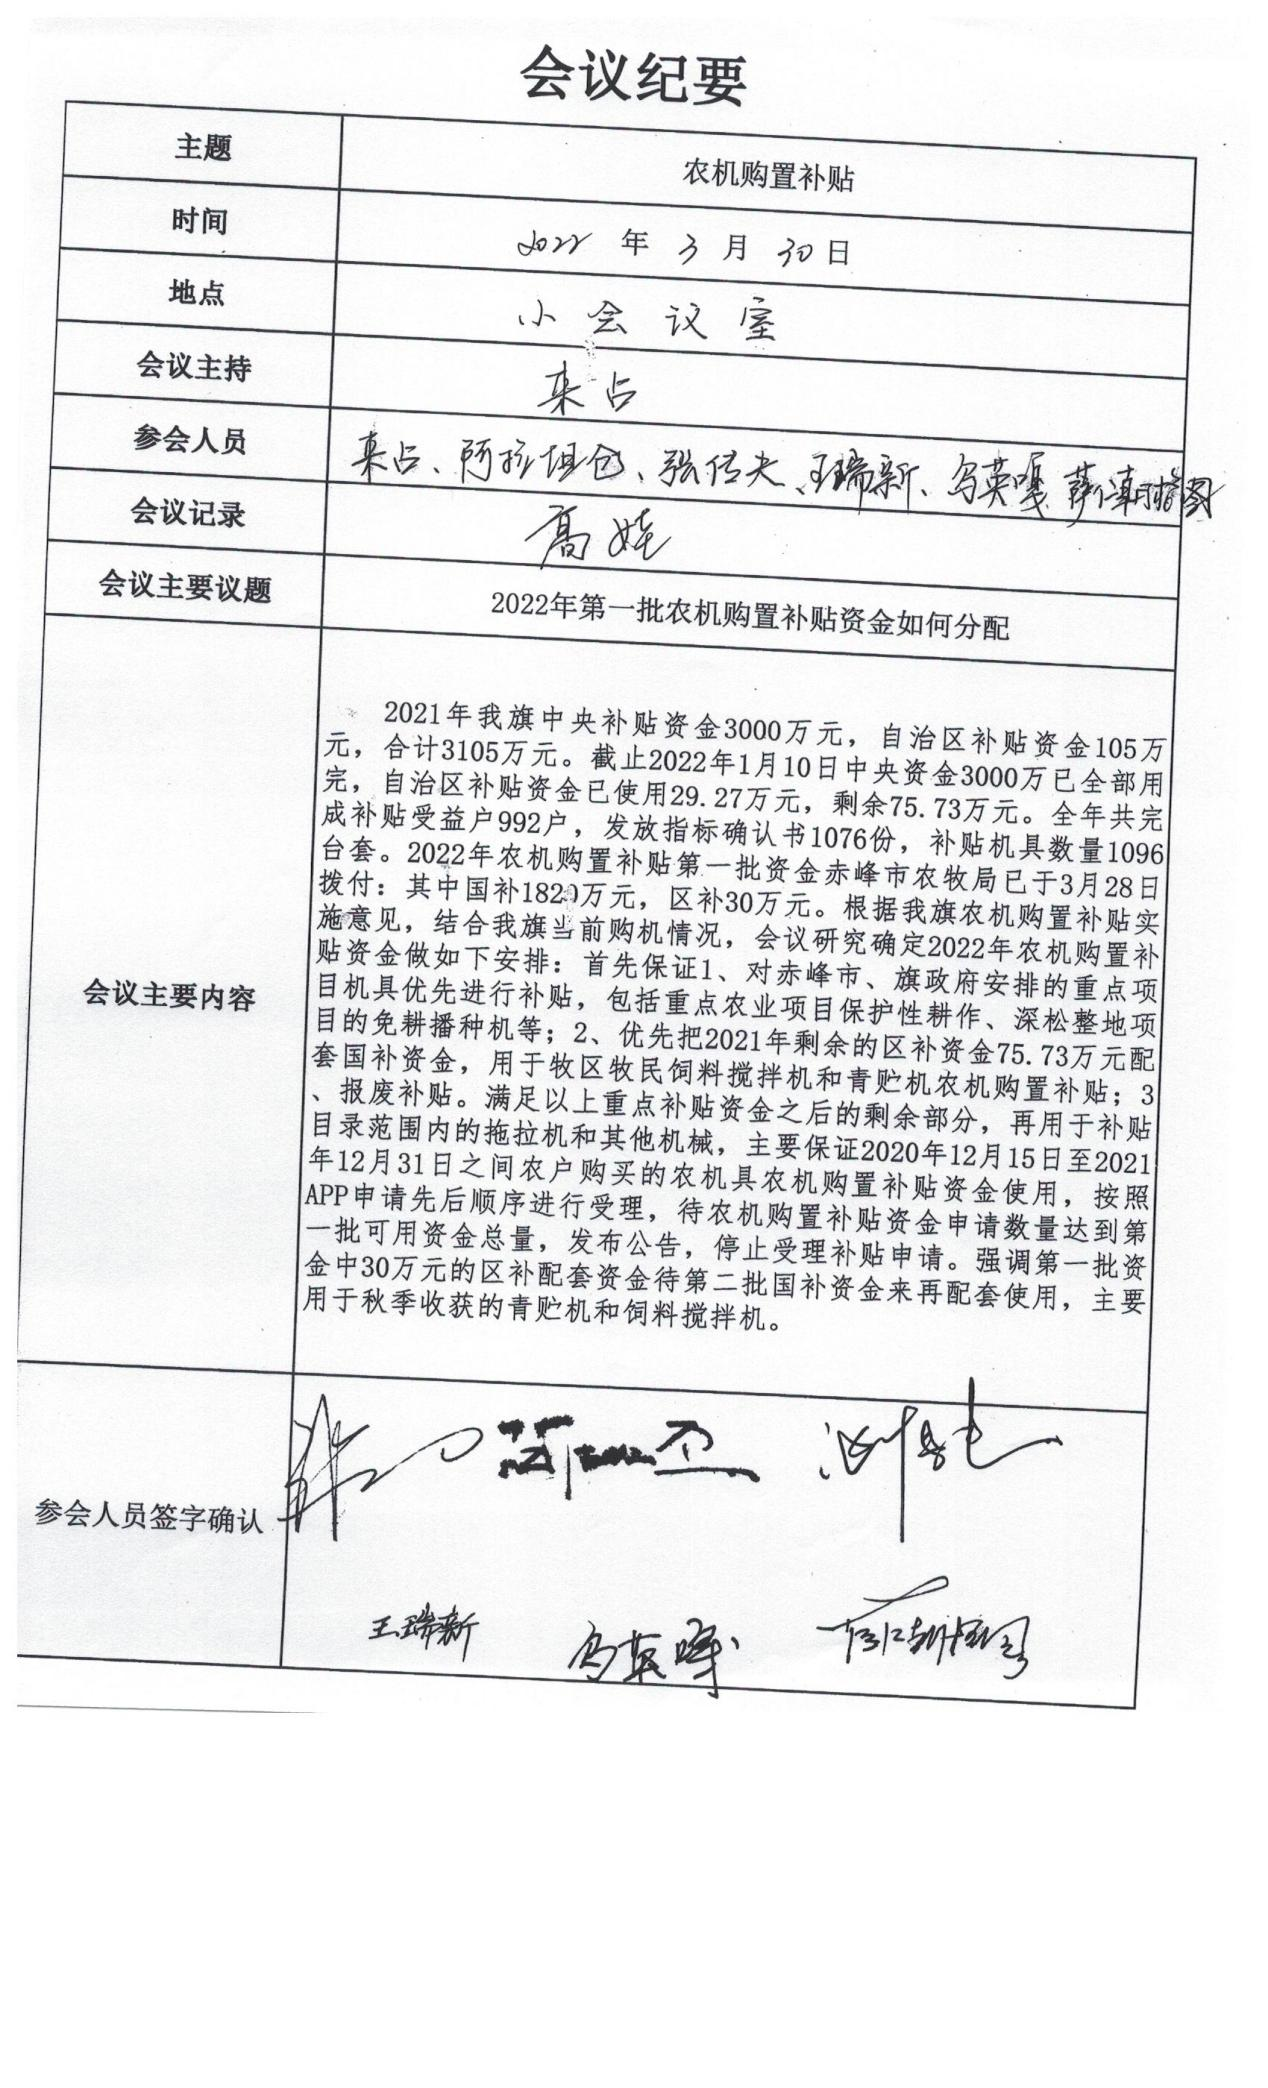 会议纪要
主题
农机购置补贴
时间
2022 年 3 月 30 日
地点
小会议室
会议主持
来占
参会人员
来占、阿拉坦仓、张传夫、王瑞新、乌英嘎
会议记录
高娃
会议主要议题
2022年第一批农机购置补贴资金如何分配
会议主要内容
2021年我旗中央补贴资金3000万元，自治区补贴资金105万
元，合计3105万元。截止2022年1月10日中央资金3000万已全部用
完，自治区补贴资金已使用29.27万元，剩余75.73万元。全年共完
成补贴受益户992户，发放指标确认书1076份，补贴机具数量1096
台套。2022年农机购置补贴第一批资金赤峰市农牧局已于3月28日
拨付：其中国补1820万元，区补30万元。根据我旗农机购置补贴实
施意见，结合我旗当前购机情况，会议研究确定2022年农机购置补
贴资金做如下安排：首先保证1、对赤峰市、旗政府安排的重点项
目机具优先进行补贴，包括重点农业项目保护性耕作、深松整地项
目的免耕播种机等；2、优先把2021年剩余的区补资金75.73万元配
套国补资金，用于牧区牧民饲料搅拌机和青贮机农机购置补贴；3
、报废补贴。满足以上重点补贴资金之后的剩余部分，再用于补贴
目录范围内的拖拉机和其他机械，主要保证2020年12月15日至2021
年12月31日之间农户购买的农机具农机购置补贴资金使用，按照
APP申请先后顺序进行受理，待农机购置补贴资金申请数量达到第
一批可用资金总量，发布公告，停止受理补贴申请。强调第一批资
金中30万元的区补配套资金待第二批国补资金来再配套使用，主要
用于秋季收获的青贮机和饲料搅拌机。
参会人员签字确认
王瑞新 乌英嘎